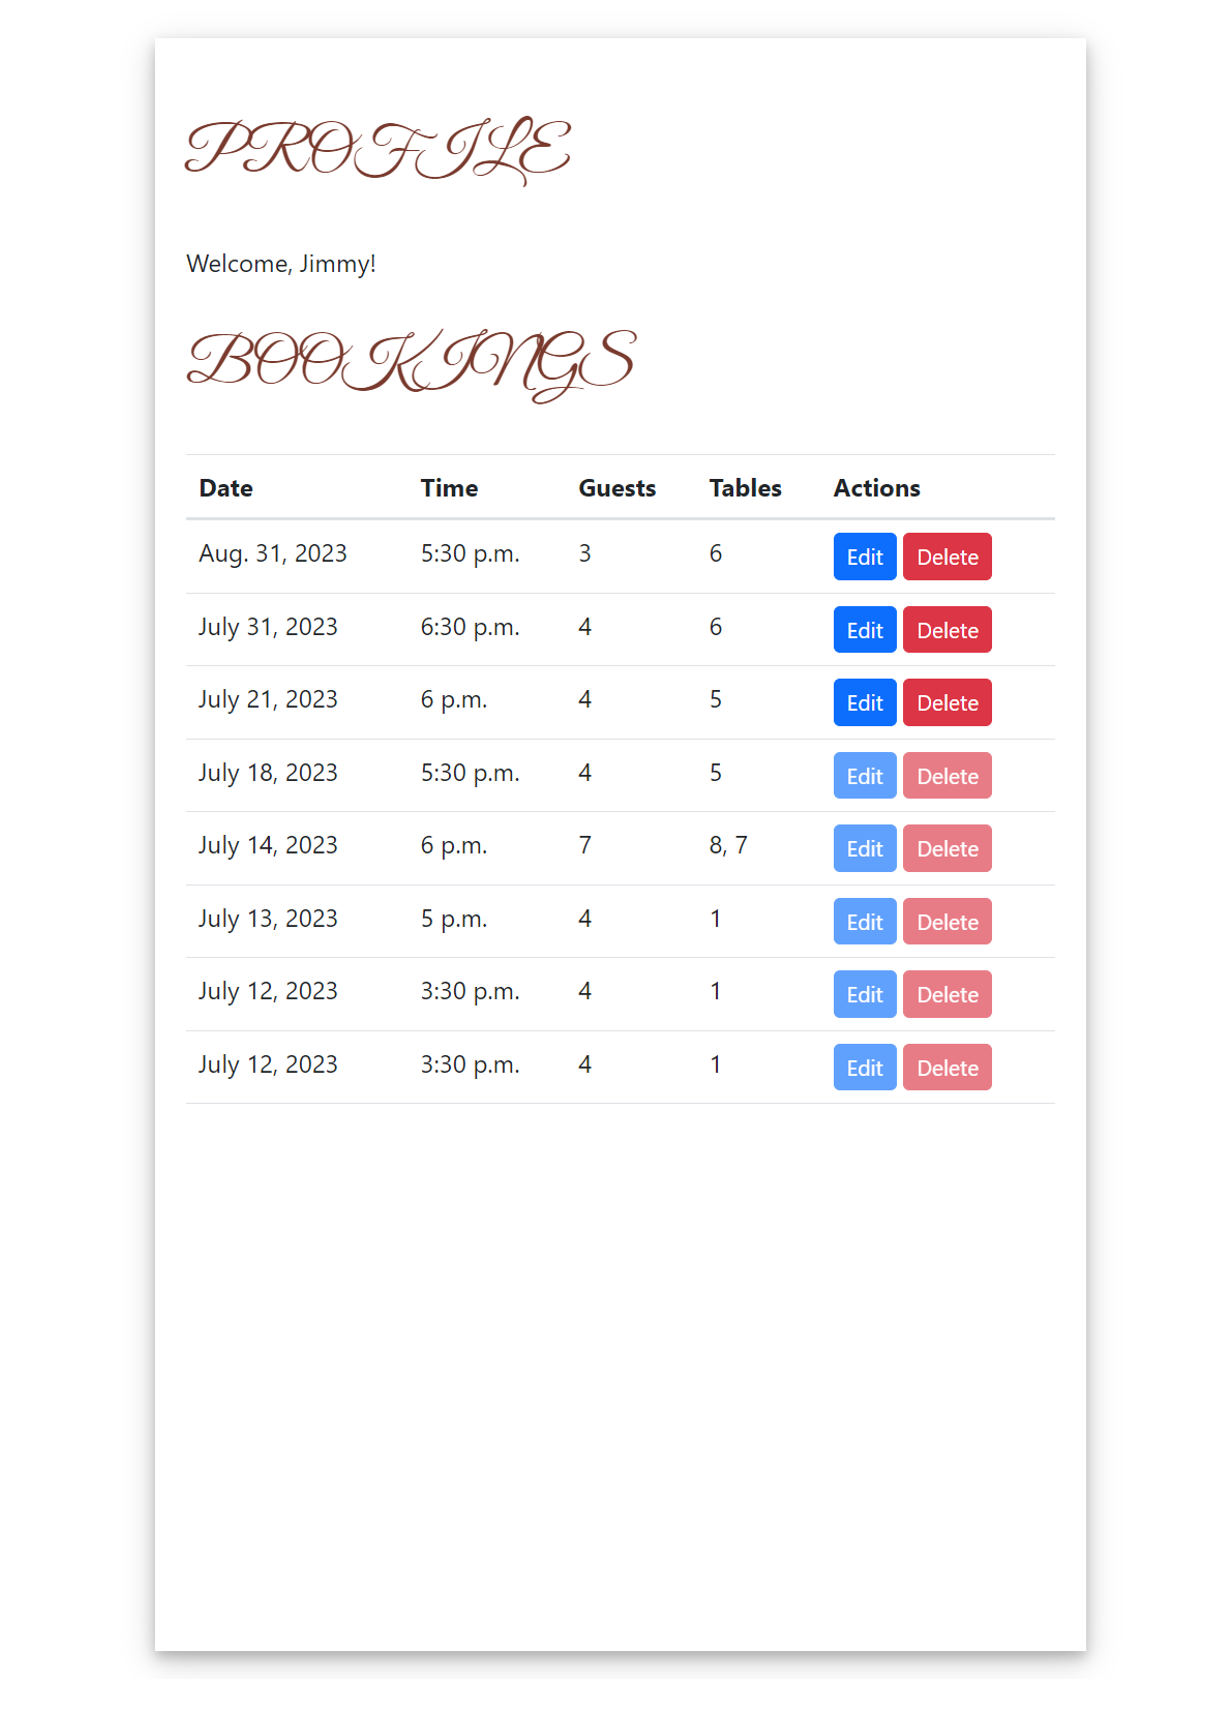 PROFILE
Welcome, Jimmy!
BOOKINGS
Date Time Guests Tables Actions
Aug. 31, 2023 5:30 p.m. 3 6 Edit Delete
July 31, 2023 6:30 p.m. 4 6 Edit Delete
July 21, 2023 6 p.m. 4 5 Edit Delete
July 18, 2023 5:30 p.m. 4 5 Edit Delete
July 14, 2023 6 p.m. 7 8, 7 Edit Delete
July 13, 2023 5 p.m. 4 1 Edit Delete
July 12, 2023 3:30 p.m. 4 1 Edit Delete
July 12, 2023 3:30 p.m. 4 1 Edit Delete